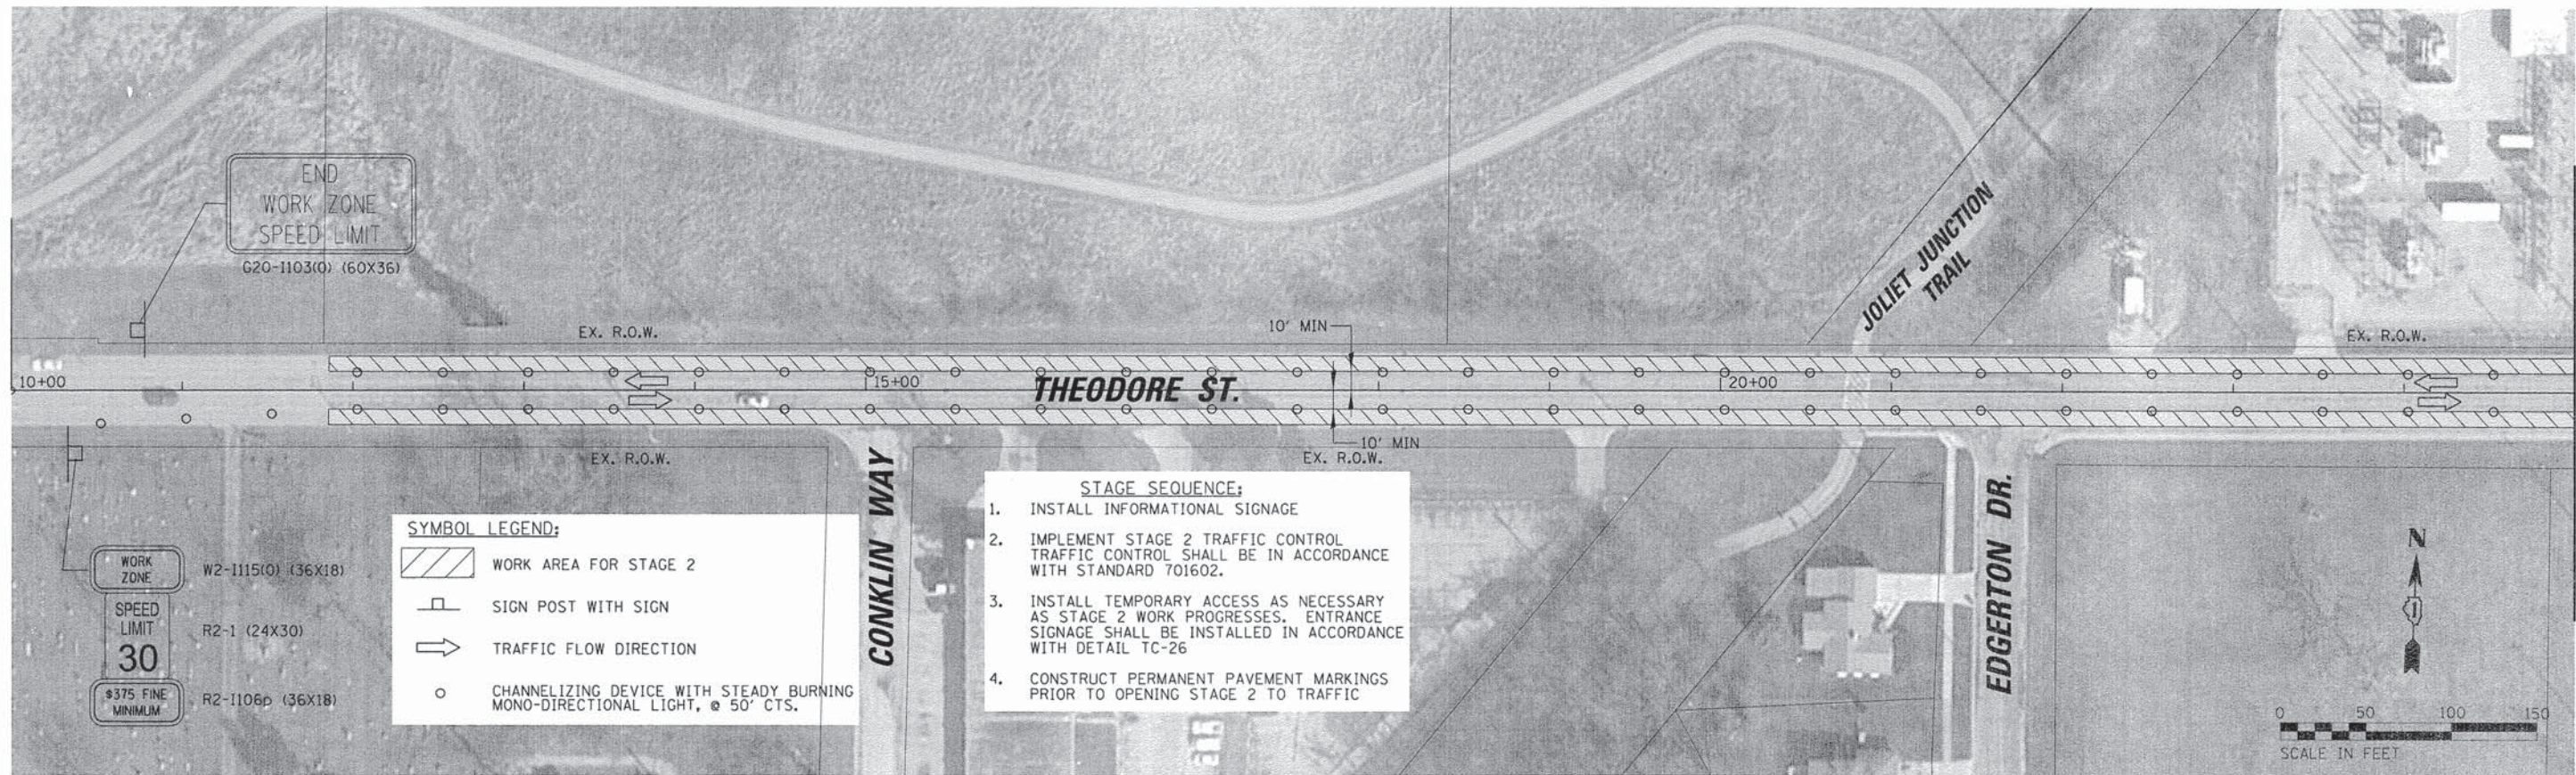 END
WORK ZONE
SPEED LIMIT
G20-I103(0) (60X36)
EX. R.O.W.
10' MIN
JOLIET JUNCTION
TRAIL
EX. R.O.W.
10+00
15+00
THEODORE ST.
20+00
10' MIN
EX. R.O.W.
EX. R.O.W.
CONKLIN WAY
EDGERTON DR.
WORK
ZONE
W2-I115(0) (36X18)
SPEED
LIMIT
30
R2-1 (24X30)
$375 FINE
MINIMUM
R2-I106p (36X18)
SYMBOL LEGEND:
WORK AREA FOR STAGE 2
SIGN POST WITH SIGN
TRAFFIC FLOW DIRECTION
CHANNELIZING DEVICE WITH STEADY BURNING
MONO-DIRECTIONAL LIGHT, @ 50' CTS.
STAGE SEQUENCE:
1. INSTALL INFORMATIONAL SIGNAGE
2. IMPLEMENT STAGE 2 TRAFFIC CONTROL
TRAFFIC CONTROL SHALL BE IN ACCORDANCE
WITH STANDARD 701602.
3. INSTALL TEMPORARY ACCESS AS NECESSARY
AS STAGE 2 WORK PROGRESSES. ENTRANCE
SIGNAGE SHALL BE INSTALLED IN ACCORDANCE
WITH DETAIL TC-26
4. CONSTRUCT PERMANENT PAVEMENT MARKINGS
PRIOR TO OPENING STAGE 2 TO TRAFFIC
N
0 50 100 150
SCALE IN FEET